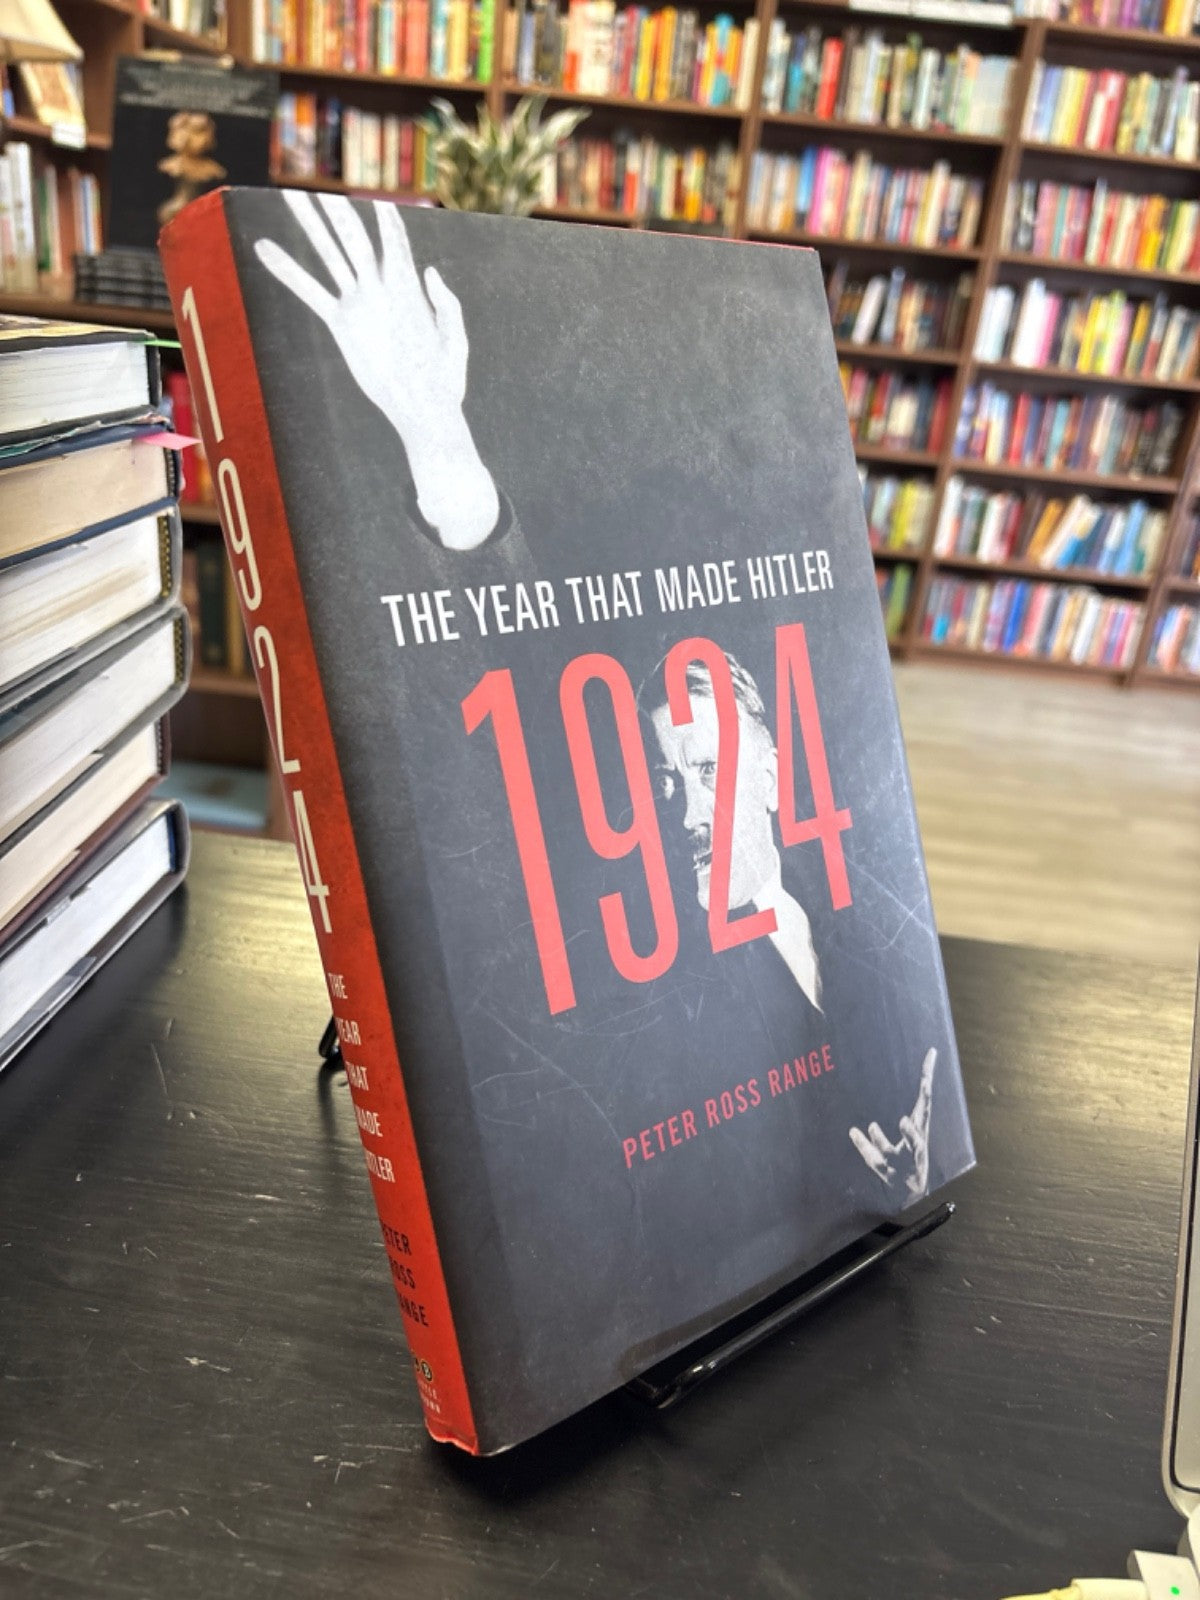 THE YEAR THAT MADE HITLER
1924
PETER ROSS RANGE
1924
THE
YEAR
THAT
MADE
HITLER
PETER
ROSS
RANGE